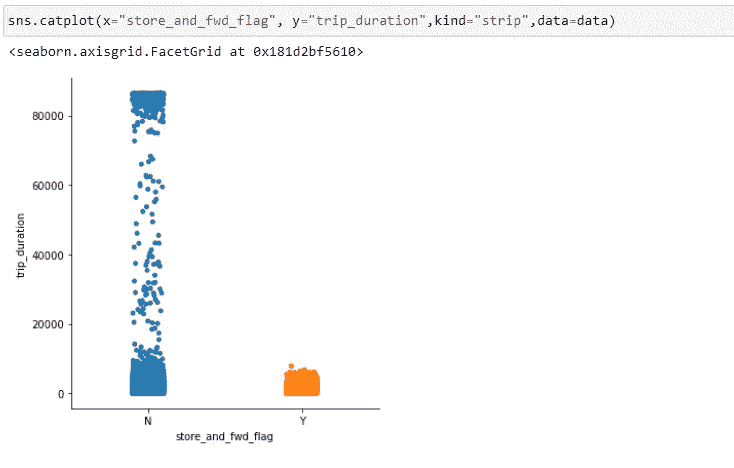 sns.catplot(x="store_and_fwd_flag", y="trip_duration",kind="strip",data=data)
<seaborn.axisgrid.FacetGrid at 0x181d2bf5610>
80000
60000
trip_duration
40000
20000
0
N Y
store_and_fwd_flag